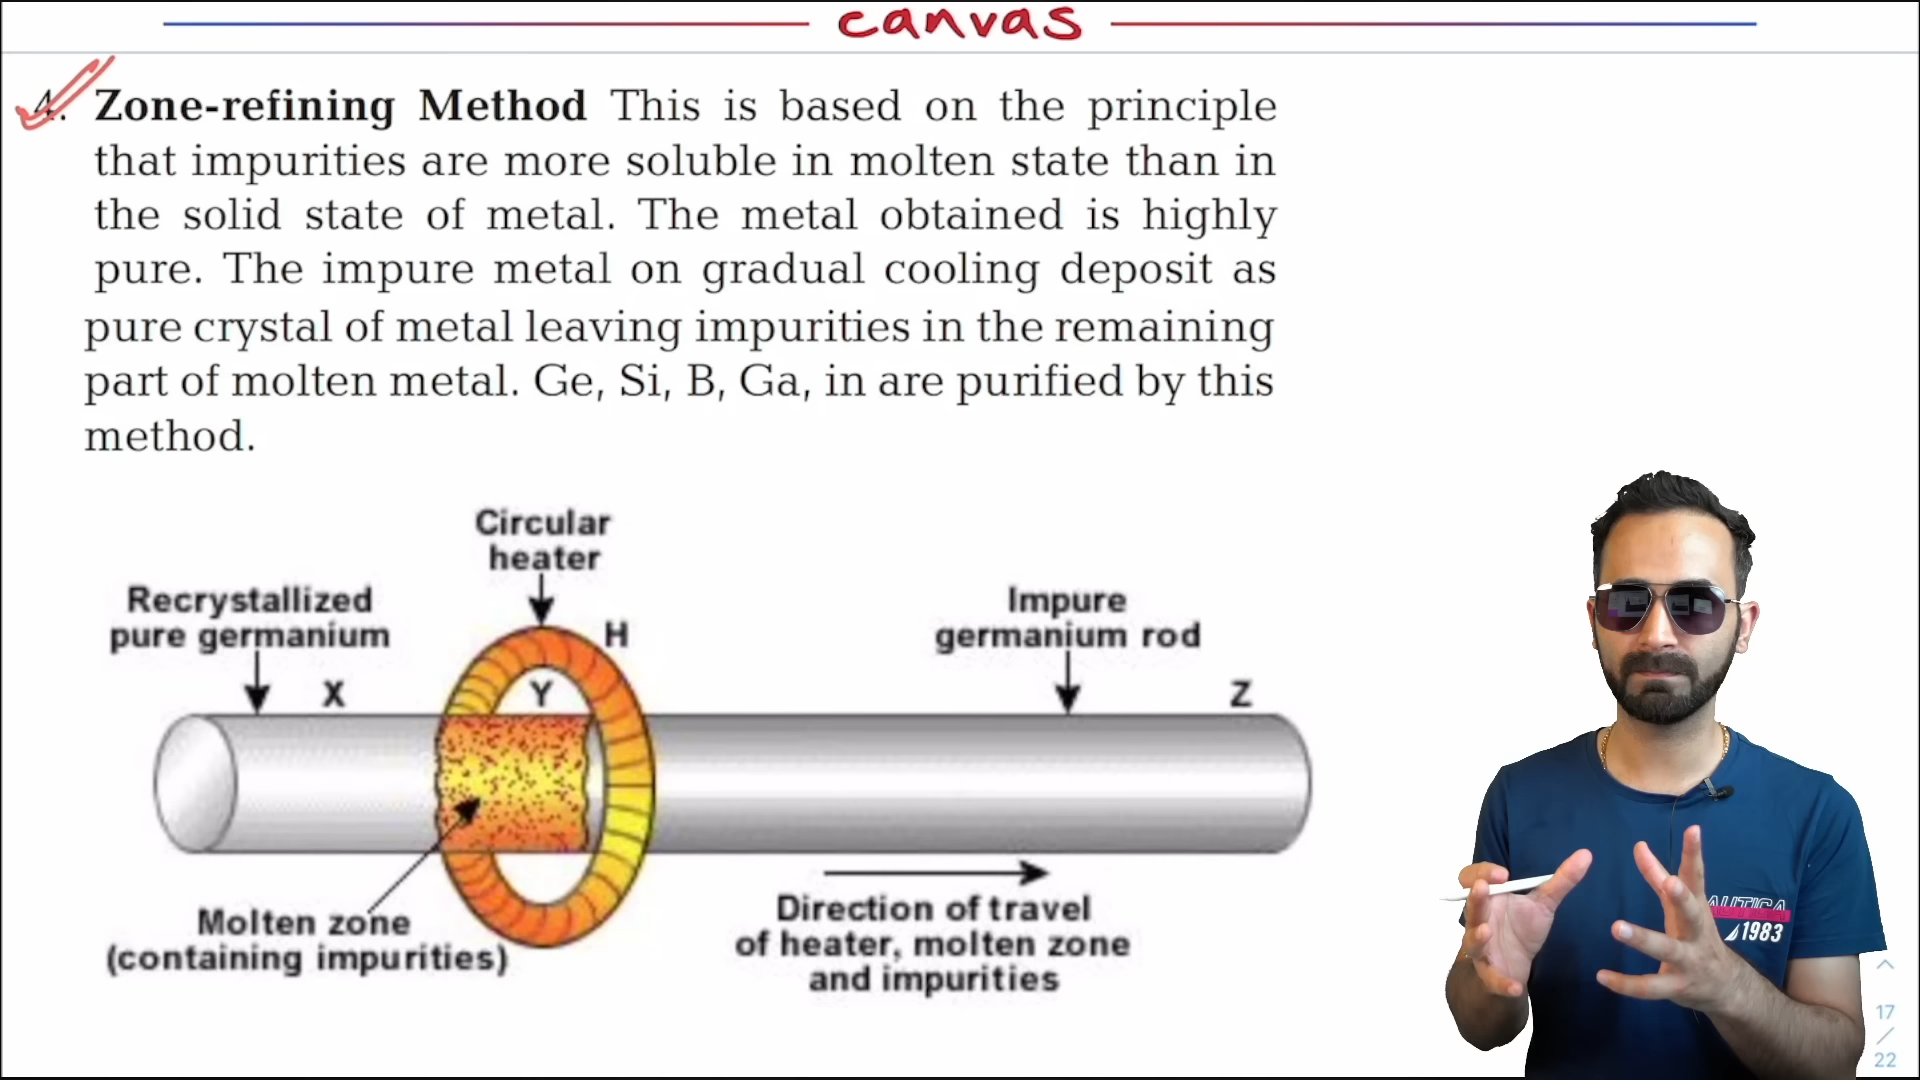 canvas
4. Zone-refining Method This is based on the principle
that impurities are more soluble in molten state than in
the solid state of metal. The metal obtained is highly
pure. The impure metal on gradual cooling deposit as
pure crystal of metal leaving impurities in the remaining
part of molten metal. Ge, Si, B, Ga, in are purified by this
method.
Circular
heater
Recrystallized
pure germanium
Impure
germanium rod
H
X
Y
Z
Molten zone
(containing impurities)
Direction of travel
of heater, molten zone
and impurities
AUTICA
1983
17
/
22